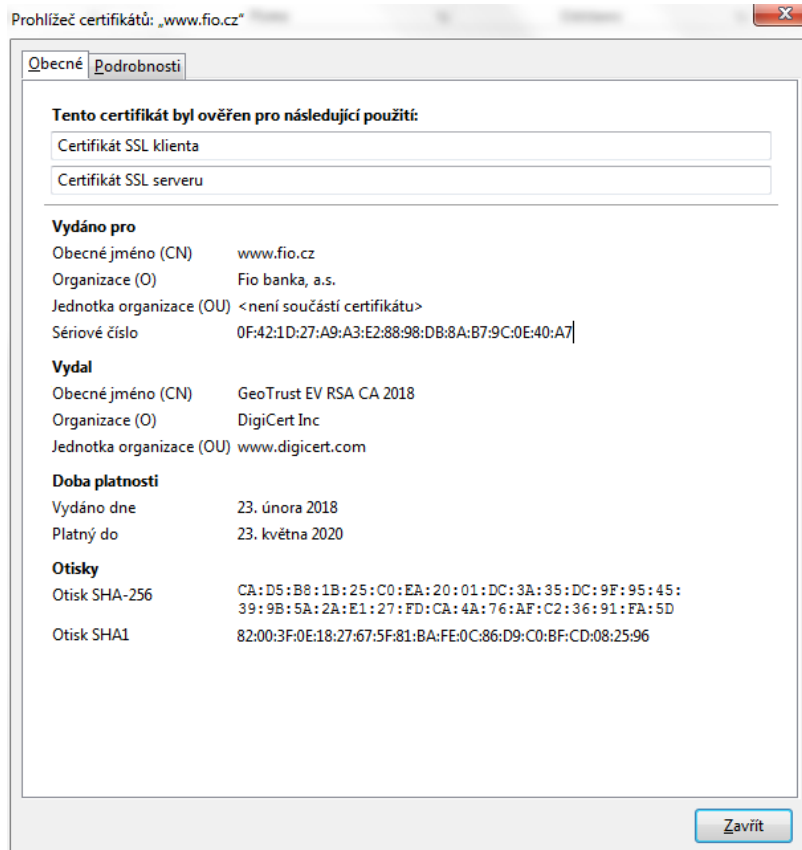 Prohlížeč certifikátů: „www.fio.cz“
Obecné Podrobnosti
Tento certifikát byl ověřen pro následující použití:
Certifikát SSL klienta
Certifikát SSL serveru
Vydáno pro
Obecné jméno (CN) www.fio.cz
Organizace (O) Fio banka, a.s.
Jednotka organizace (OU) <není součástí certifikátu>
Sériové číslo 0F:42:1D:27:A9:A3:E2:88:98:DB:8A:B7:9C:0E:40:A7
Vydal
Obecné jméno (CN) GeoTrust EV RSA CA 2018
Organizace (O) DigiCert Inc
Jednotka organizace (OU) www.digicert.com
Doba platnosti
Vydáno dne 23. února 2018
Platný do 23. května 2020
Otisky
Otisk SHA-256 CA:D5:B8:1B:25:C0:EA:20:01:DC:3A:35:DC:9F:95:45:
39:9B:5A:2A:E1:27:FD:CA:4A:76:AF:C2:36:91:FA:5D
Otisk SHA1 82:00:3F:0E:18:27:67:5F:81:BA:FE:0C:86:D9:C0:BF:CD:08:25:96
Zavřít